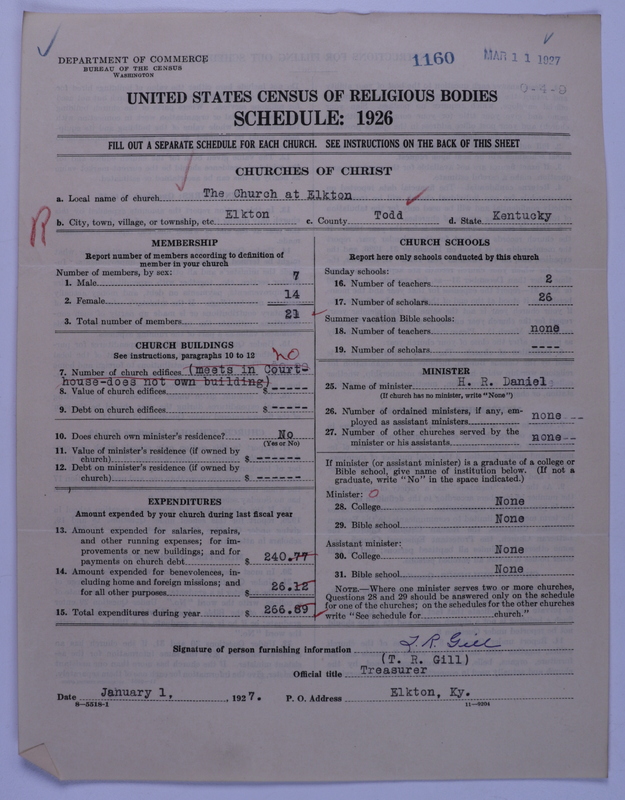 DEPARTMENT OF COMMERCE
BUREAU OF THE CENSUS
WASHINGTON
1160
MAR 11 1927
UNITED STATES CENSUS OF RELIGIOUS BODIES
SCHEDULE: 1926
FILL OUT A SEPARATE SCHEDULE FOR EACH CHURCH. SEE INSTRUCTIONS ON THE BACK OF THIS SHEET
CHURCHES OF CHRIST
a. Local name of church The Church at Elkton
R
b. City, town, village, or township, etc. Elkton c. County Todd d. State Kentucky
MEMBERSHIP
Report number of members according to definition of
member in your church
Number of members, by sex:
1. Male 7
2. Female 14
3. Total number of members 21
CHURCH BUILDINGS
See instructions, paragraphs 10 to 12 no
7. Number of church edifices (meets in Court-
house-does not own building)
8. Value of church edifices $ -----
9. Debt on church edifices $ -----
10. Does church own minister's residence? No
(Yes or No)
11. Value of minister's residence (if owned by
church) $ ------
12. Debt on minister's residence (if owned by
church) $ ------
EXPENDITURES
Amount expended by your church during last fiscal year
13. Amount expended for salaries, repairs,
and other running expenses; for im-
provements or new buildings; and for
payments on church debt $ 240.77
14. Amount expended for benevolences, in-
cluding home and foreign missions; and
for all other purposes $ 26.12
15. Total expenditures during year $ 266.89
CHURCH SCHOOLS
Report here only schools conducted by this church
Sunday schools:
16. Number of teachers 2
17. Number of scholars 26
Summer vacation Bible schools:
18. Number of teachers none
19. Number of scholars ----
MINISTER
25. Name of minister H. R. Daniel
(If church has no minister, write "None")
26. Number of ordained ministers, if any, em-
ployed as assistant ministers none --
27. Number of other churches served by the
minister or his assistants none--
If minister (or assistant minister) is a graduate of a college or
Bible school, give name of institution below. (If not a
graduate, write "No" in the space indicated.)
Minister: O
28. College None
29. Bible school None
Assistant minister:
30. College None
31. Bible school None
NOTE.—Where one minister serves two or more churches,
Questions 28 and 29 should be answered only on the schedule
for one of the churches; on the schedules for the other churches
write "See schedule for church."
Signature of person furnishing information T. R. Gill
(T. R. Gill)
Official title Treasurer
Date January 1, , 1927. P. O. Address Elkton, Ky.
8—5518-1 11—9204